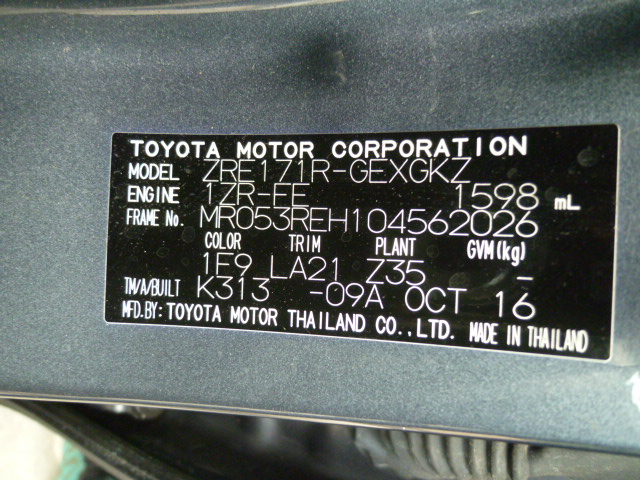 TOYOTA MOTOR CORPORATION
MODEL ZRE171R-GEXGKZ
ENGINE 1ZR-FE 1598 mL
FRAME No. MR053REH104562026
COLOR TRIM PLANT GVM(kg)
1E9 LA21 Z35 -
TM/A/BUILT K313 -09A OCT 16
MFD.BY: TOYOTA MOTOR THAILAND CO.,LTD. MADE IN THAILAND